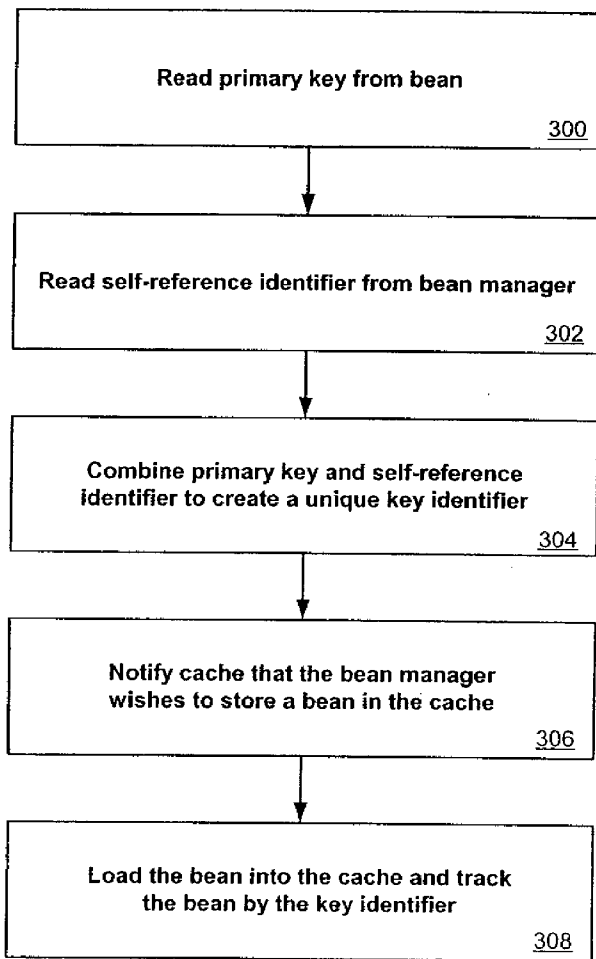 Read primary key from bean
300
Read self-reference identifier from bean manager
302
Combine primary key and self-reference
identifier to create a unique key identifier
304
Notify cache that the bean manager
wishes to store a bean in the cache
306
Load the bean into the cache and track
the bean by the key identifier
308